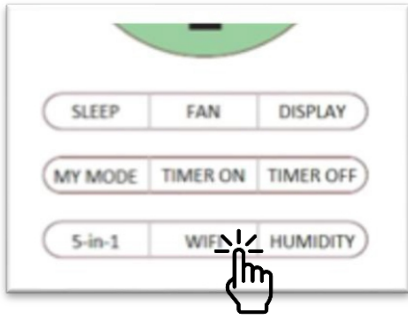 SLEEP FAN DISPLAY
MY MODE TIMER ON TIMER OFF
5-in-1 WIFI HUMIDITY